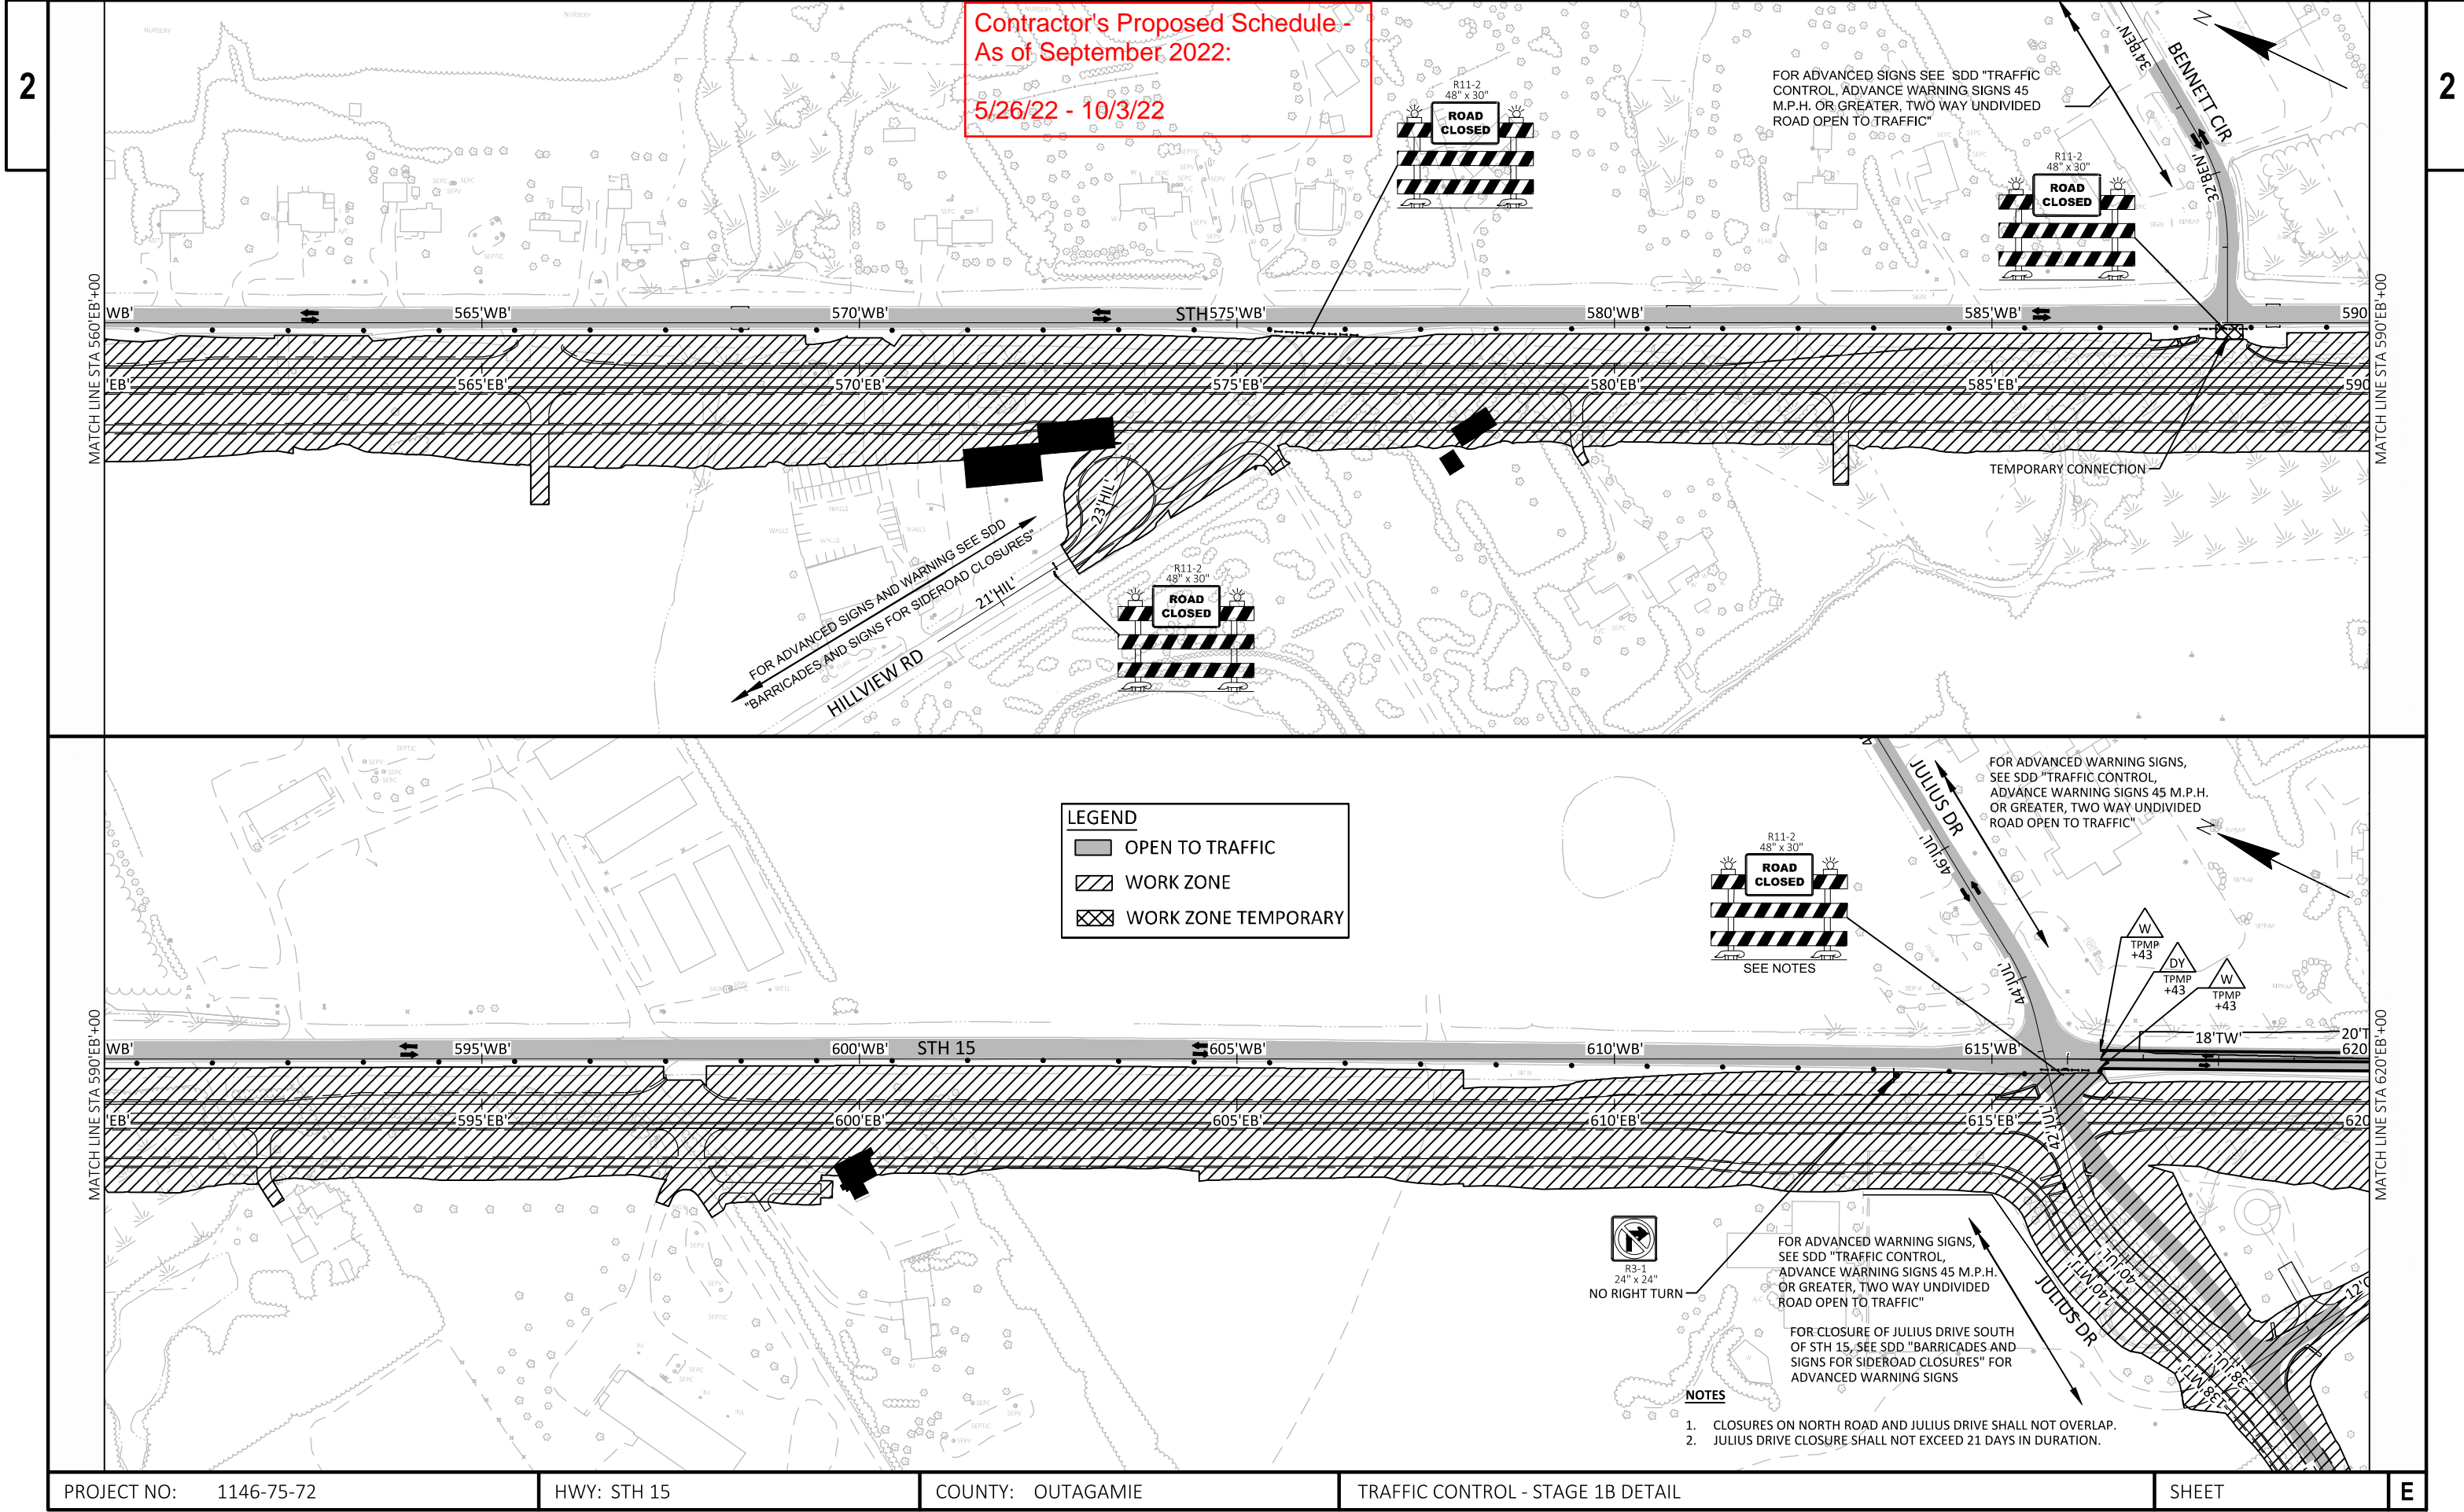 2
2
Contractor's Proposed Schedule -
As of September 2022:
5/26/22 - 10/3/22
NURSERY
NURSERY
R11-2
48" x 30"
ROAD
CLOSED
FOR ADVANCED SIGNS SEE SDD "TRAFFIC
CONTROL, ADVANCE WARNING SIGNS 45
M.P.H. OR GREATER, TWO WAY UNDIVIDED
ROAD OPEN TO TRAFFIC"
34'BEN'
BENNETT CIR
32'BEN'
N
R11-2
48" x 30"
ROAD
CLOSED
MATCH LINE STA 560'EB'+00
WB'
565'WB'
570'WB'
STH
575'WB'
580'WB'
585'WB'
590
'EB'
565'EB'
570'EB'
575'EB'
580'EB'
585'EB'
590
MATCH LINE STA 590'EB'+00
TEMPORARY CONNECTION
23'HIL'
21'HIL'
FOR ADVANCED SIGNS AND WARNING SEE SDD
"BARRICADES AND SIGNS FOR SIDEROAD CLOSURES"
HILLVIEW RD
R11-2
48" x 30"
ROAD
CLOSED
WALLS
WALLS
WALLS
LEGEND
OPEN TO TRAFFIC
WORK ZONE
WORK ZONE TEMPORARY
JULIUS DR
46'JUL'
44'JUL'
FOR ADVANCED WARNING SIGNS,
SEE SDD "TRAFFIC CONTROL,
ADVANCE WARNING SIGNS 45 M.P.H.
OR GREATER, TWO WAY UNDIVIDED
ROAD OPEN TO TRAFFIC"
N
R11-2
48" x 30"
ROAD
CLOSED
SEE NOTES
W
TPMP
+43
DY
TPMP
+43
W
TPMP
+43
MATCH LINE STA 590'EB'+00
WB'
595'WB'
600'WB'
STH 15
605'WB'
610'WB'
615'WB'
18'TW'
20'T
620
'EB'
595'EB'
600'EB'
605'EB'
610'EB'
615'EB'
42'JUL'
620
MATCH LINE STA 620'EB'+00
R3-1
24" x 24"
NO RIGHT TURN
FOR ADVANCED WARNING SIGNS,
SEE SDD "TRAFFIC CONTROL,
ADVANCE WARNING SIGNS 45 M.P.H.
OR GREATER, TWO WAY UNDIVIDED
ROAD OPEN TO TRAFFIC"
FOR CLOSURE OF JULIUS DRIVE SOUTH
OF STH 15, SEE SDD "BARRICADES AND
SIGNS FOR SIDEROAD CLOSURES" FOR
ADVANCED WARNING SIGNS
JULIUS DR
40'JUL'
140'MTJ'
38'JUL'
NOTES
1. CLOSURES ON NORTH ROAD AND JULIUS DRIVE SHALL NOT OVERLAP.
2. JULIUS DRIVE CLOSURE SHALL NOT EXCEED 21 DAYS IN DURATION.
PROJECT NO: 1146-75-72
HWY: STH 15
COUNTY: OUTAGAMIE
TRAFFIC CONTROL - STAGE 1B DETAIL
SHEET
E